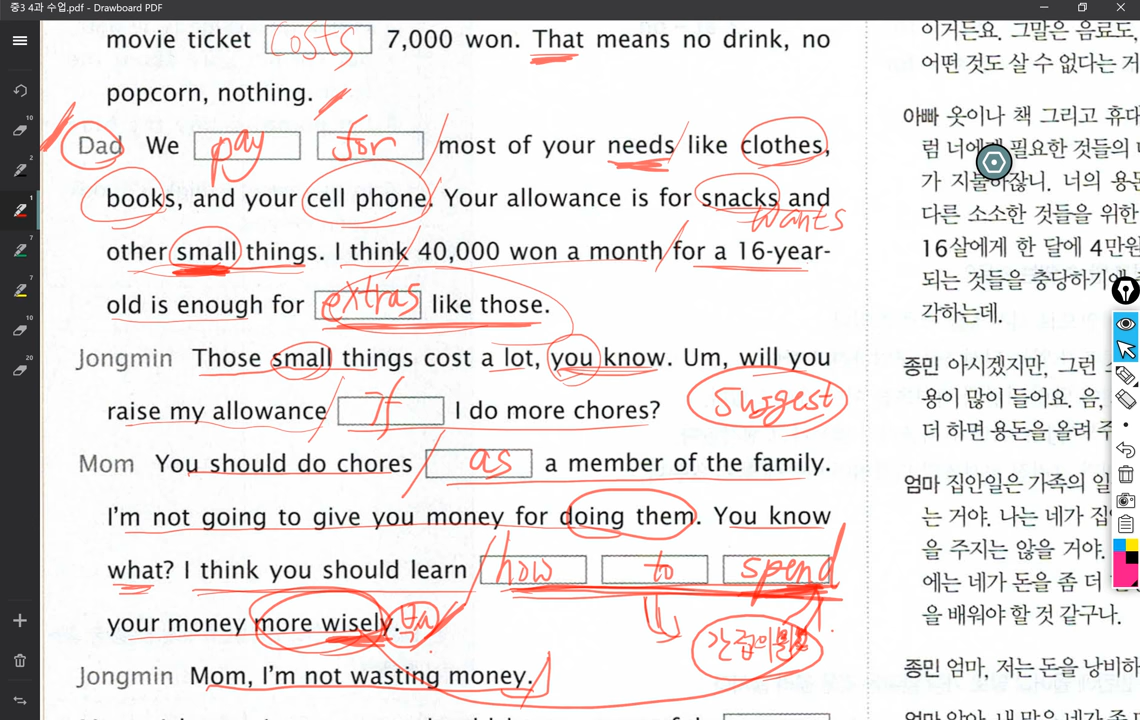 중3 4과 수업.pdf - Drawboard PDF
movie ticket costs 7,000 won. That means no drink, no
popcorn, nothing.
Dad We pay for most of your needs like clothes,
books, and your cell phone. Your allowance is for snacks and
wants
other small things. I think 40,000 won a month for a 16-year-
old is enough for extras like those.
Jongmin Those small things cost a lot, you know. Um, will you
raise my allowance if I do more chores?
suggest
Mom You should do chores as a member of the family.
I'm not going to give you money for doing them. You know
what? I think you should learn how to spend
your money more wisely. 부사
간접의문문
Jongmin Mom, I'm not wasting money.
이거든요. 그말은 음료도,
어떤 것도 살 수 없다는 거
아빠 옷이나 책 그리고 휴대
럼 너에 필요한 것들의 
가 지불하잖니. 너의 용돈
다른 소소한 것들을 위한
16살에게 한 달에 4만원
되는 것들을 충당하기에
각하는데.
종민 아시겠지만, 그런
용이 많이 들어요. 음,
더 하면 용돈을 올려 주
엄마 집안일은 가족의 일
는 거야. 나는 네가 집
을 주지는 않을 거야.
에는 네가 돈을 좀 더
을 배워야 할 것 같구나.
종민 엄마, 저는 돈을 낭비하
10
2
1
7
7
10
20